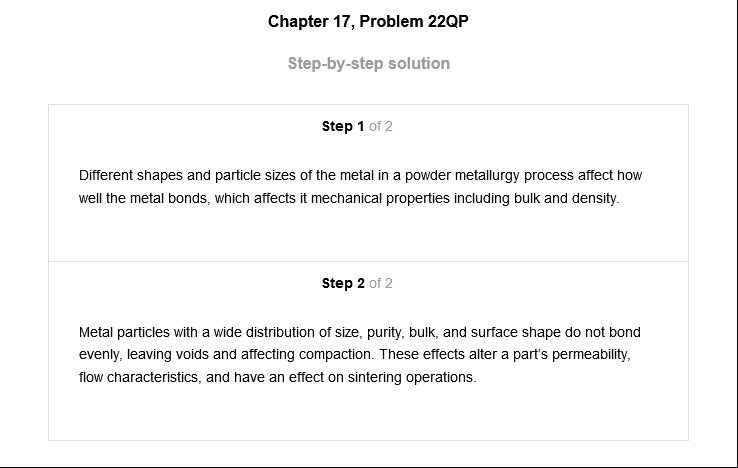 Chapter 17, Problem 22QP
Step-by-step solution
Step 1 of 2
Different shapes and particle sizes of the metal in a powder metallurgy process affect how
well the metal bonds, which affects it mechanical properties including bulk and density.
Step 2 of 2
Metal particles with a wide distribution of size, purity, bulk, and surface shape do not bond
evenly, leaving voids and affecting compaction. These effects alter a part's permeability,
flow characteristics, and have an effect on sintering operations.